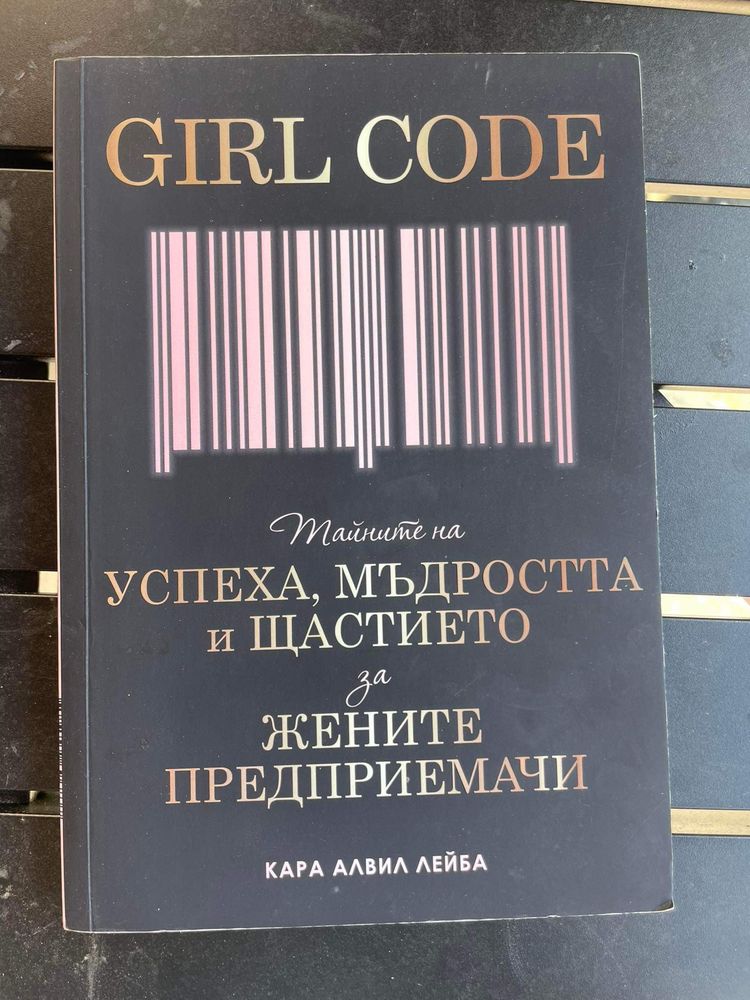 GIRL CODE
Тайните на
УСПЕХА, МЪДРОСТТА
и ЩАСТИЕТО
за
ЖЕНИТЕ
ПРЕДПРИЕМАЧИ
КАРА АЛВИЛ ЛЕЙБА